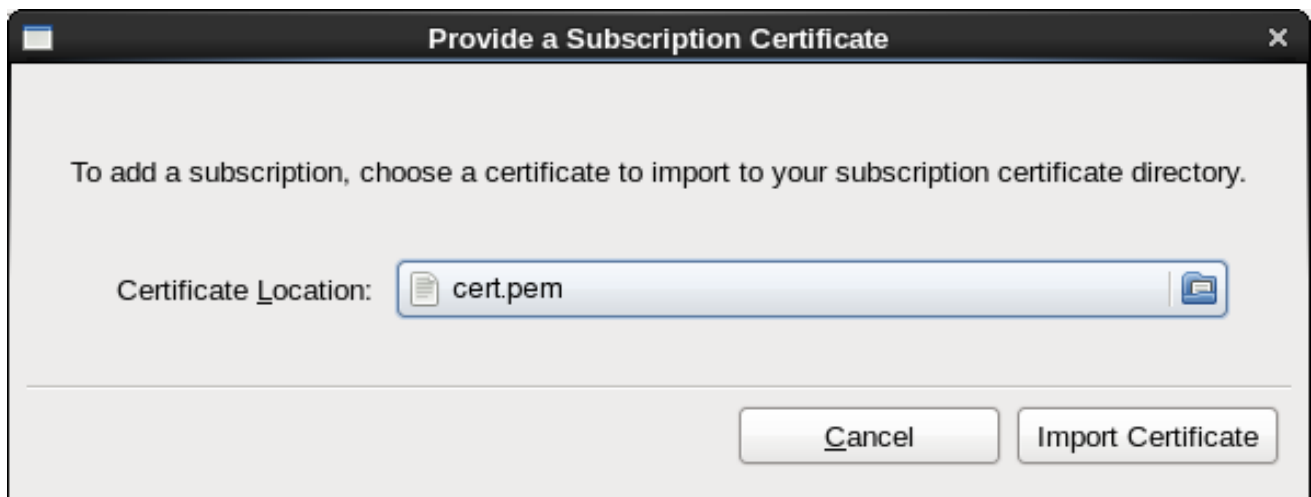 Provide a Subscription Certificate
To add a subscription, choose a certificate to import to your subscription certificate directory.
Certificate Location: cert.pem
Cancel Import Certificate